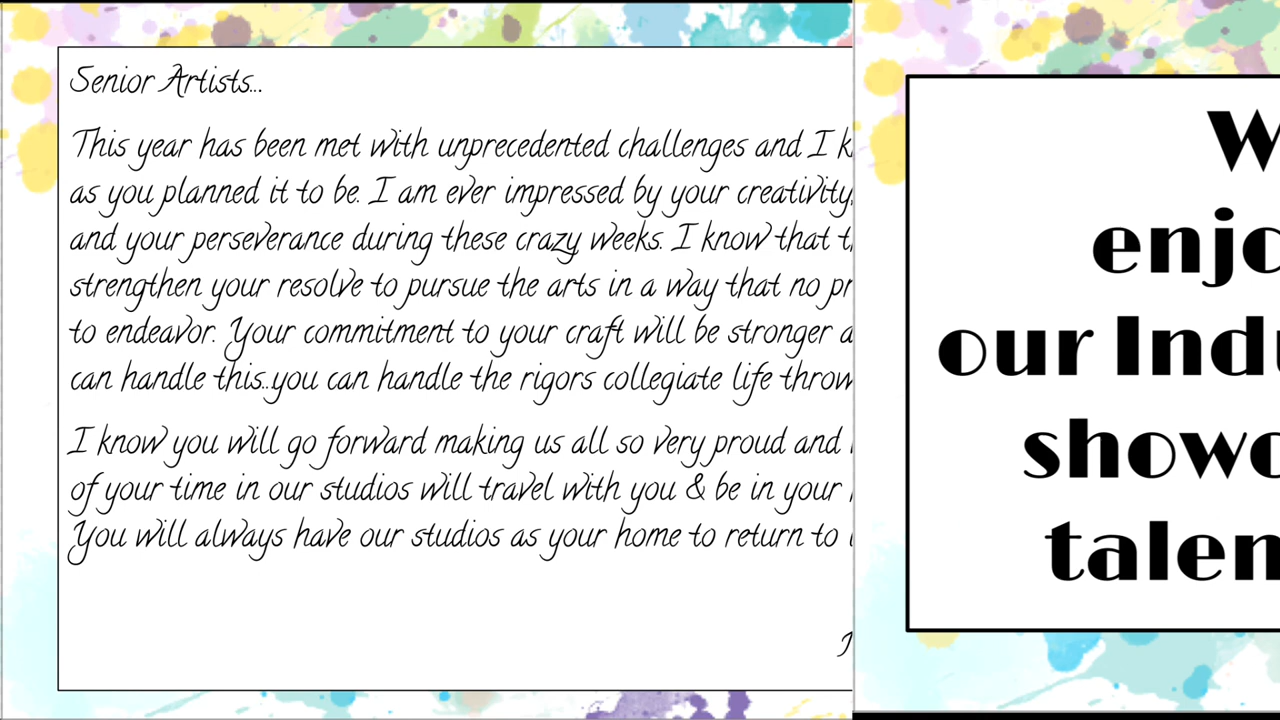 Senior Artists...
This year has been met with unprecedented challenges and I
as you planned it to be. I am ever impressed by your creativity,
and your perseverance during these crazy weeks. I know that
strengthen your resolve to pursue the arts in a way that no
to endeavor. Your commitment to your craft will be stronger
can handle this...you can handle the rigors collegiate life throw
I know you will go forward making us all so very proud and
of your time in our studios will travel with you & be in your
You will always have our studios as your home to return to
our